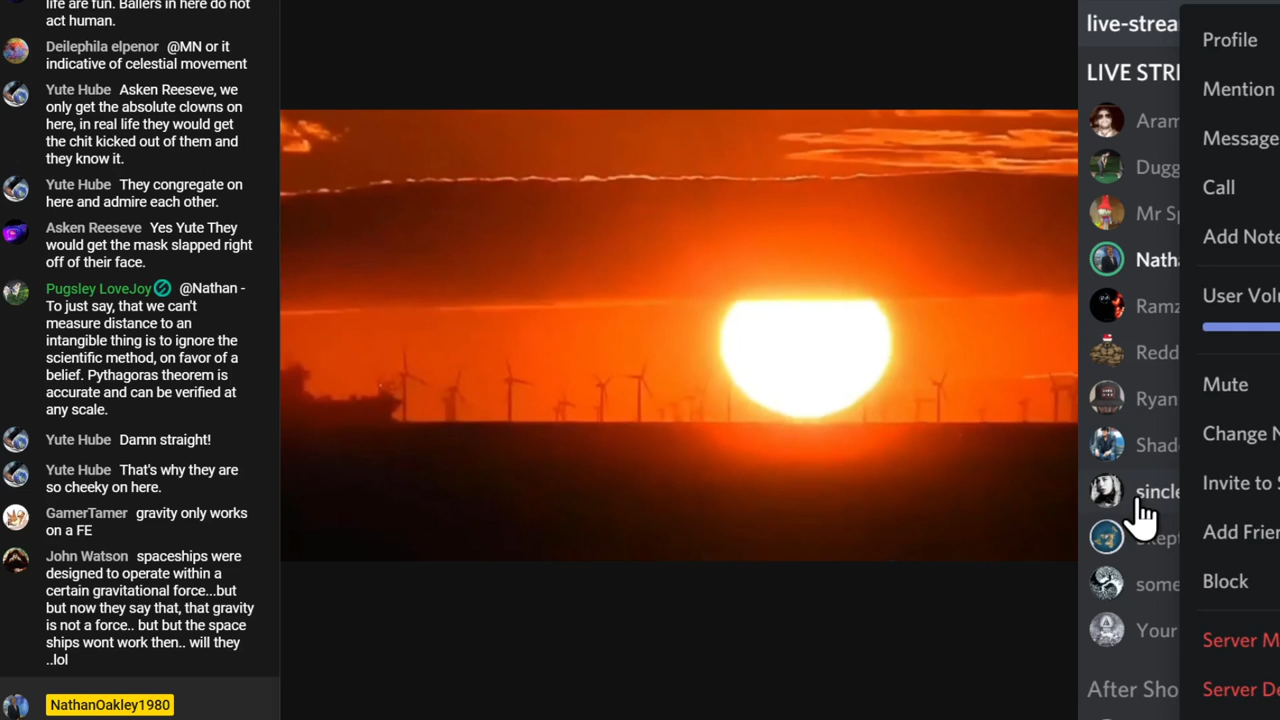 life are fun. Ballers in here do not
act human.
Deilephila elpenor @MN or it
indicative of celestial movement
Yute Hube Asken Reeseve, we
only get the absolute clowns on
here, in real life they would get
the chit kicked out of them and
they know it.
Yute Hube They congregate on
here and admire each other.
Asken Reeseve Yes Yute They
would get the mask slapped right
off of their face.
Pugsley LoveJoy @Nathan -
To just say, that we can't
measure distance to an
intangible thing is to ignore the
scientific method, on favor of a
belief. Pythagoras theorem is
accurate and can be verified at
any scale.
Yute Hube Damn straight!
Yute Hube That's why they are
so cheeky on here.
GamerTamer gravity only works
on a FE
John Watson spaceships were
designed to operate within a
certain gravitational force...but
but now they say that, that gravity
is not a force.. but but the space
ships wont work then.. will they
..lol
NathanOakley1980
live-strea
LIVE STRE
Aram
Dugg
Mr Sp
Nath
Ramz
Redd
Ryan
Shad
sincle
kept
some
Your
After Sho
Profile
Mention
Message
Call
Add Note
User Vol
Mute
Change N
Invite to S
Add Frie
Block
Server M
Server De